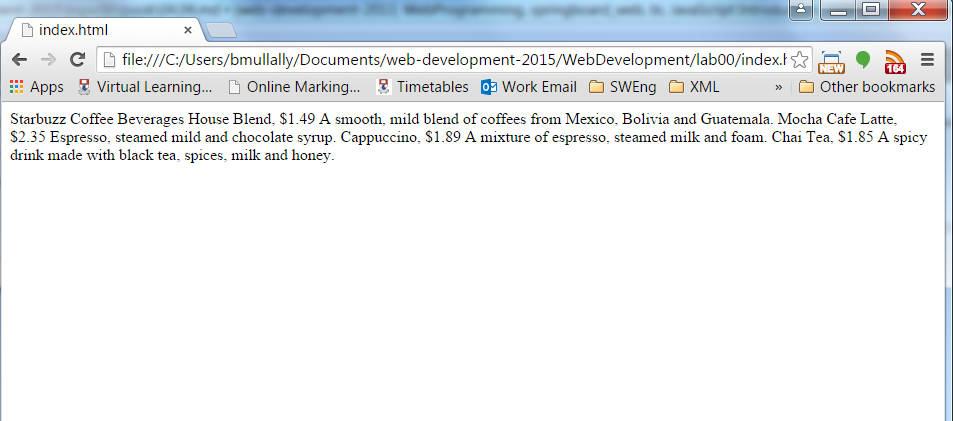 index.html
file:///C:/Users/bmullally/Documents/web-development-2015/WebDevelopment/lab00/index.h
NEW
164
Apps Virtual Learning... Online Marking... Timetables Work Email SWEng XML » Other bookmarks
Starbuzz Coffee Beverages House Blend, $1.49 A smooth, mild blend of coffees from Mexico, Bolivia and Guatemala. Mocha Cafe Latte,
$2.35 Espresso, steamed mild and chocolate syrup. Cappuccino, $1.89 A mixture of espresso, steamed milk and foam. Chai Tea, $1.85 A spicy
drink made with black tea, spices, milk and honey.